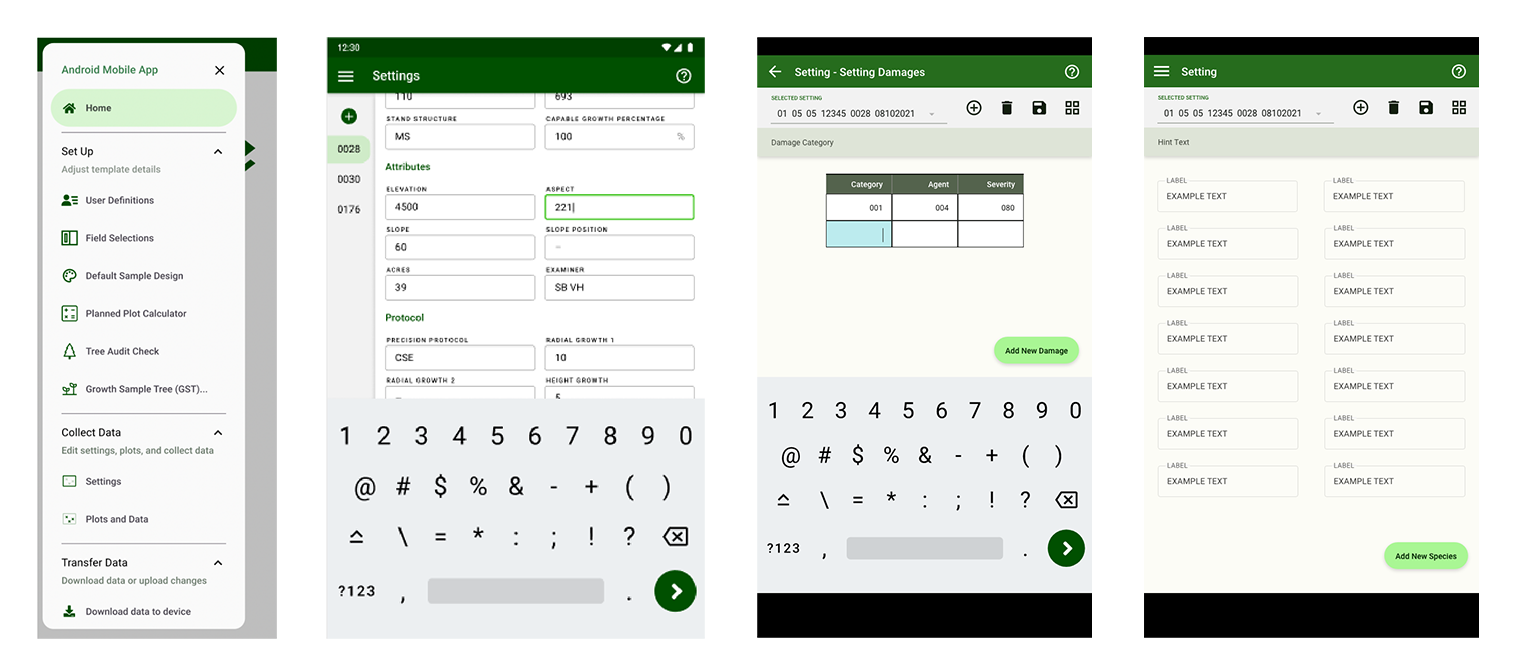 Android Mobile App
Home
Set Up
Adjust template details
User Definitions
Field Selections
Default Sample Design
Planned Plot Calculator
Tree Audit Check
Growth Sample Tree (GST)...
Collect Data
Edit settings, plots, and collect data
Settings
Plots and Data
Transfer Data
Download data or upload changes
Download data to device
12:30
Settings
0028
0030
0176
110 693
STAND STRUCTURE CAPABLE GROWTH PERCENTAGE
MS 100 %
Attributes
ELEVATION ASPECT
4500 221
SLOPE SLOPE POSITION
60 –
ACRES EXAMINER
39 SB VH
Protocol
PRECISION PROTOCOL RADIAL GROWTH 1
CSE 10
RADIAL GROWTH 2 HEIGHT GROWTH
– 5
1 2 3 4 5 6 7 8 9 0
@ # $ % & - + ( )
\ = * : ; ! ?
?123 , .
Setting - Setting Damages
SELECTED SETTING
01 05 05 12345 0028 08102021
Damage Category
Category Agent Severity
001 004 080
Add New Damage
1 2 3 4 5 6 7 8 9 0
@ # $ % & - + ( )
\ = * : ; ! ?
?123 , .
Setting
SELECTED SETTING
01 05 05 12345 0028 08102021
Hint Text
LABEL LABEL
EXAMPLE TEXT EXAMPLE TEXT
LABEL LABEL
EXAMPLE TEXT EXAMPLE TEXT
LABEL LABEL
EXAMPLE TEXT EXAMPLE TEXT
LABEL LABEL
EXAMPLE TEXT EXAMPLE TEXT
LABEL LABEL
EXAMPLE TEXT EXAMPLE TEXT
LABEL LABEL
EXAMPLE TEXT EXAMPLE TEXT
LABEL LABEL
EXAMPLE TEXT EXAMPLE TEXT
Add New Species